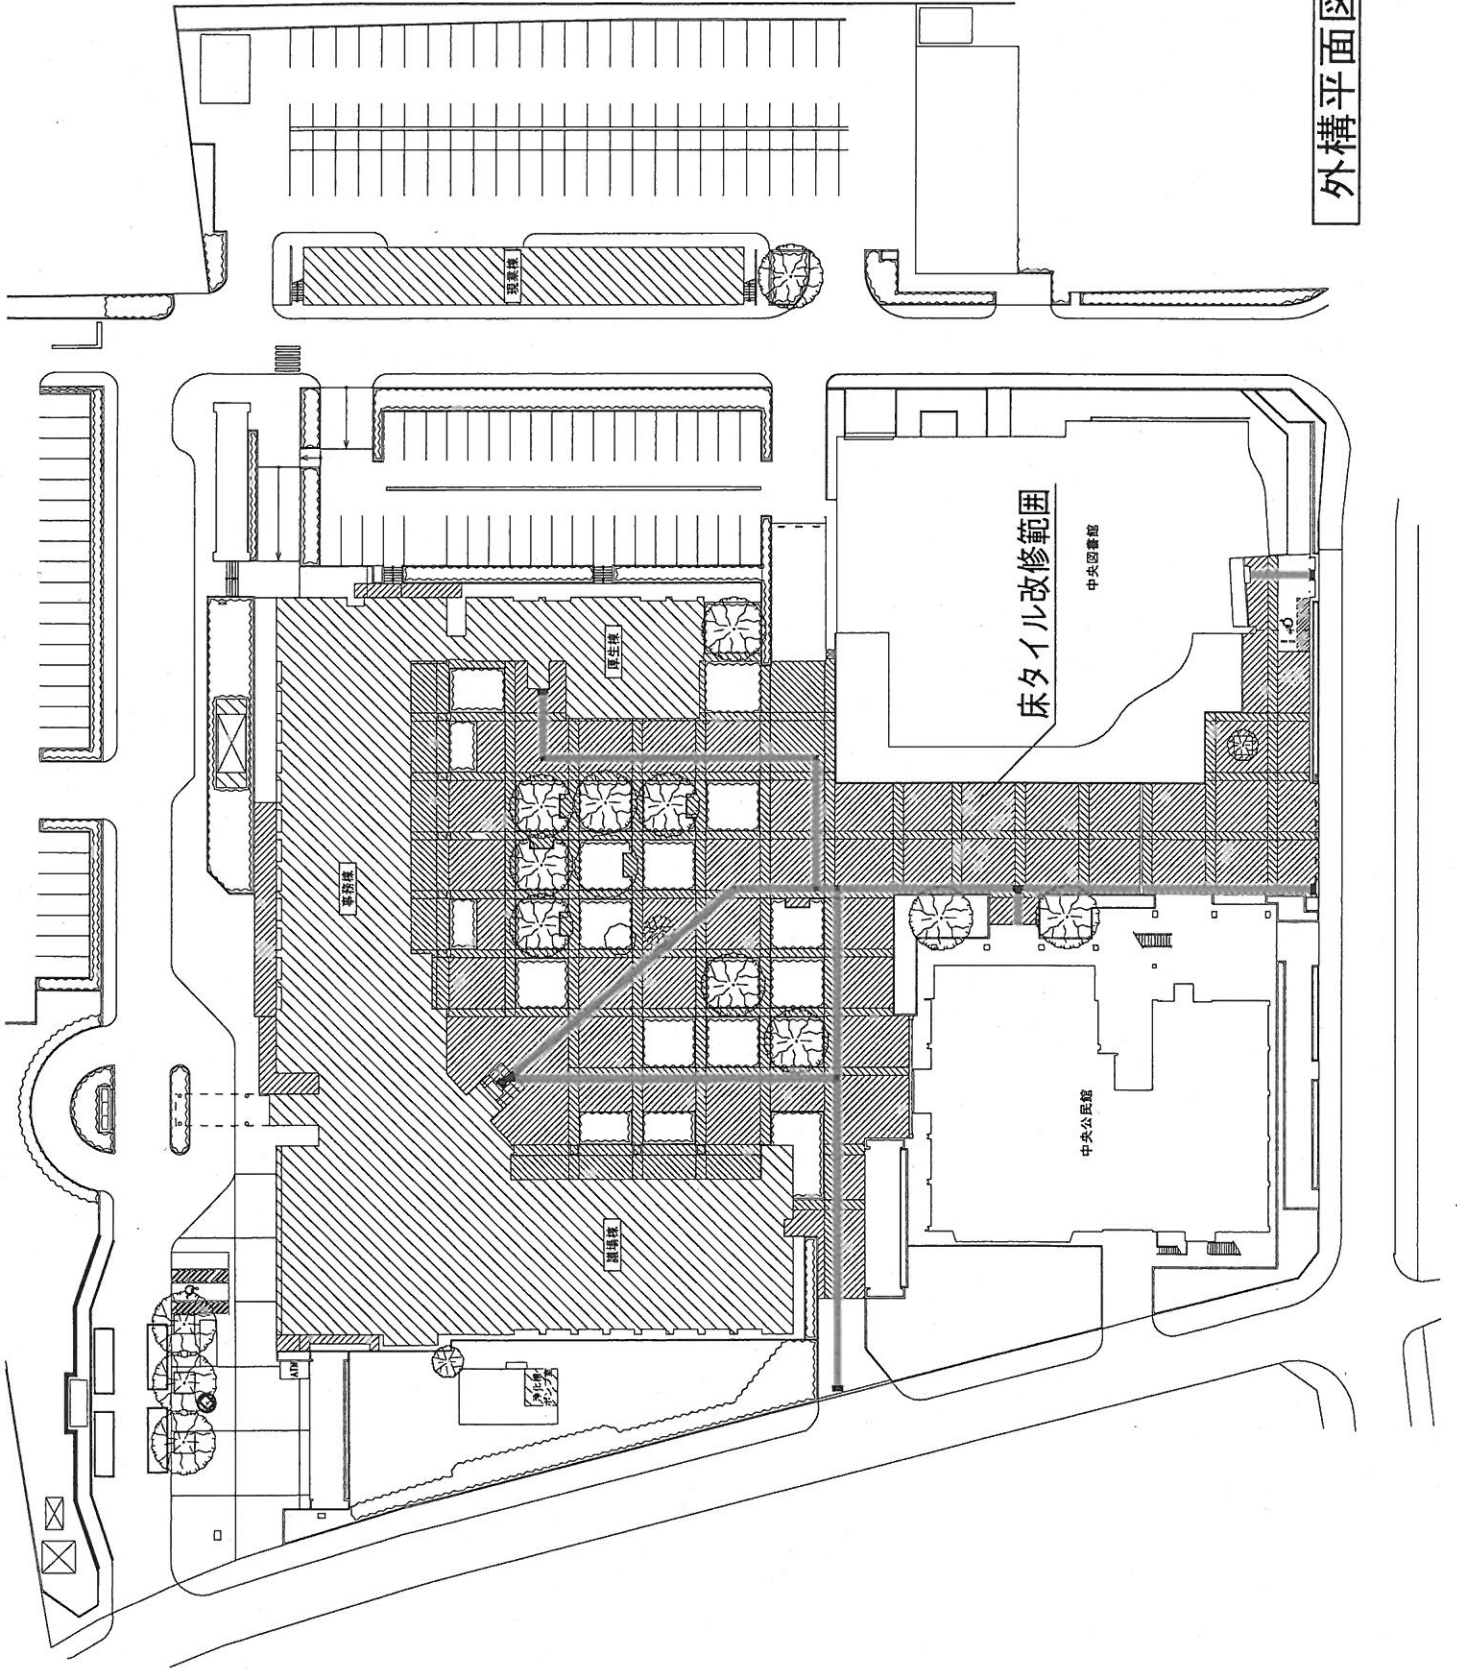 外構平面図
現業棟
厚生棟
床タイル改修範囲
中央図書館
事務棟
議場棟
中央公民館
ATM
浄化槽
ポンプ室